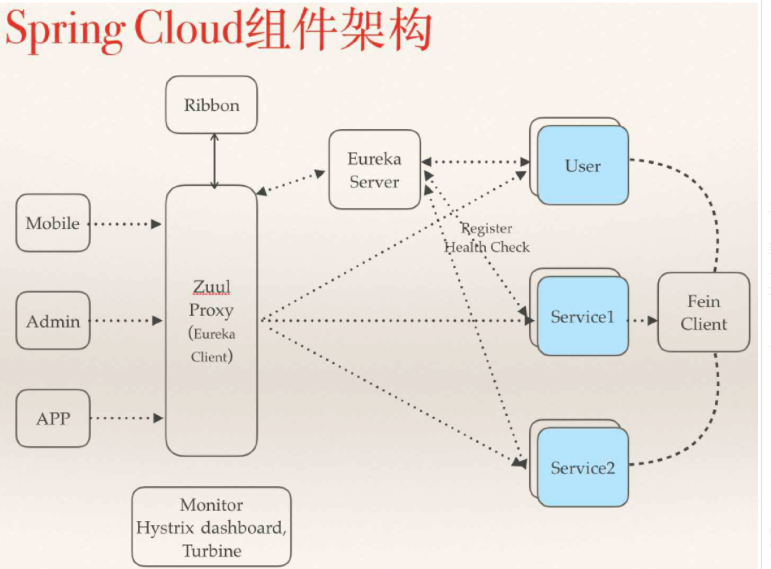 Spring Cloud组件架构
Ribbon
Eureka
Server
User
Mobile
Register
Health Check
Zuul
Proxy
(Eureka
Client)
Admin
Service1
Fein
Client
APP
Service2
Monitor
Hystrix dashboard,
Turbine